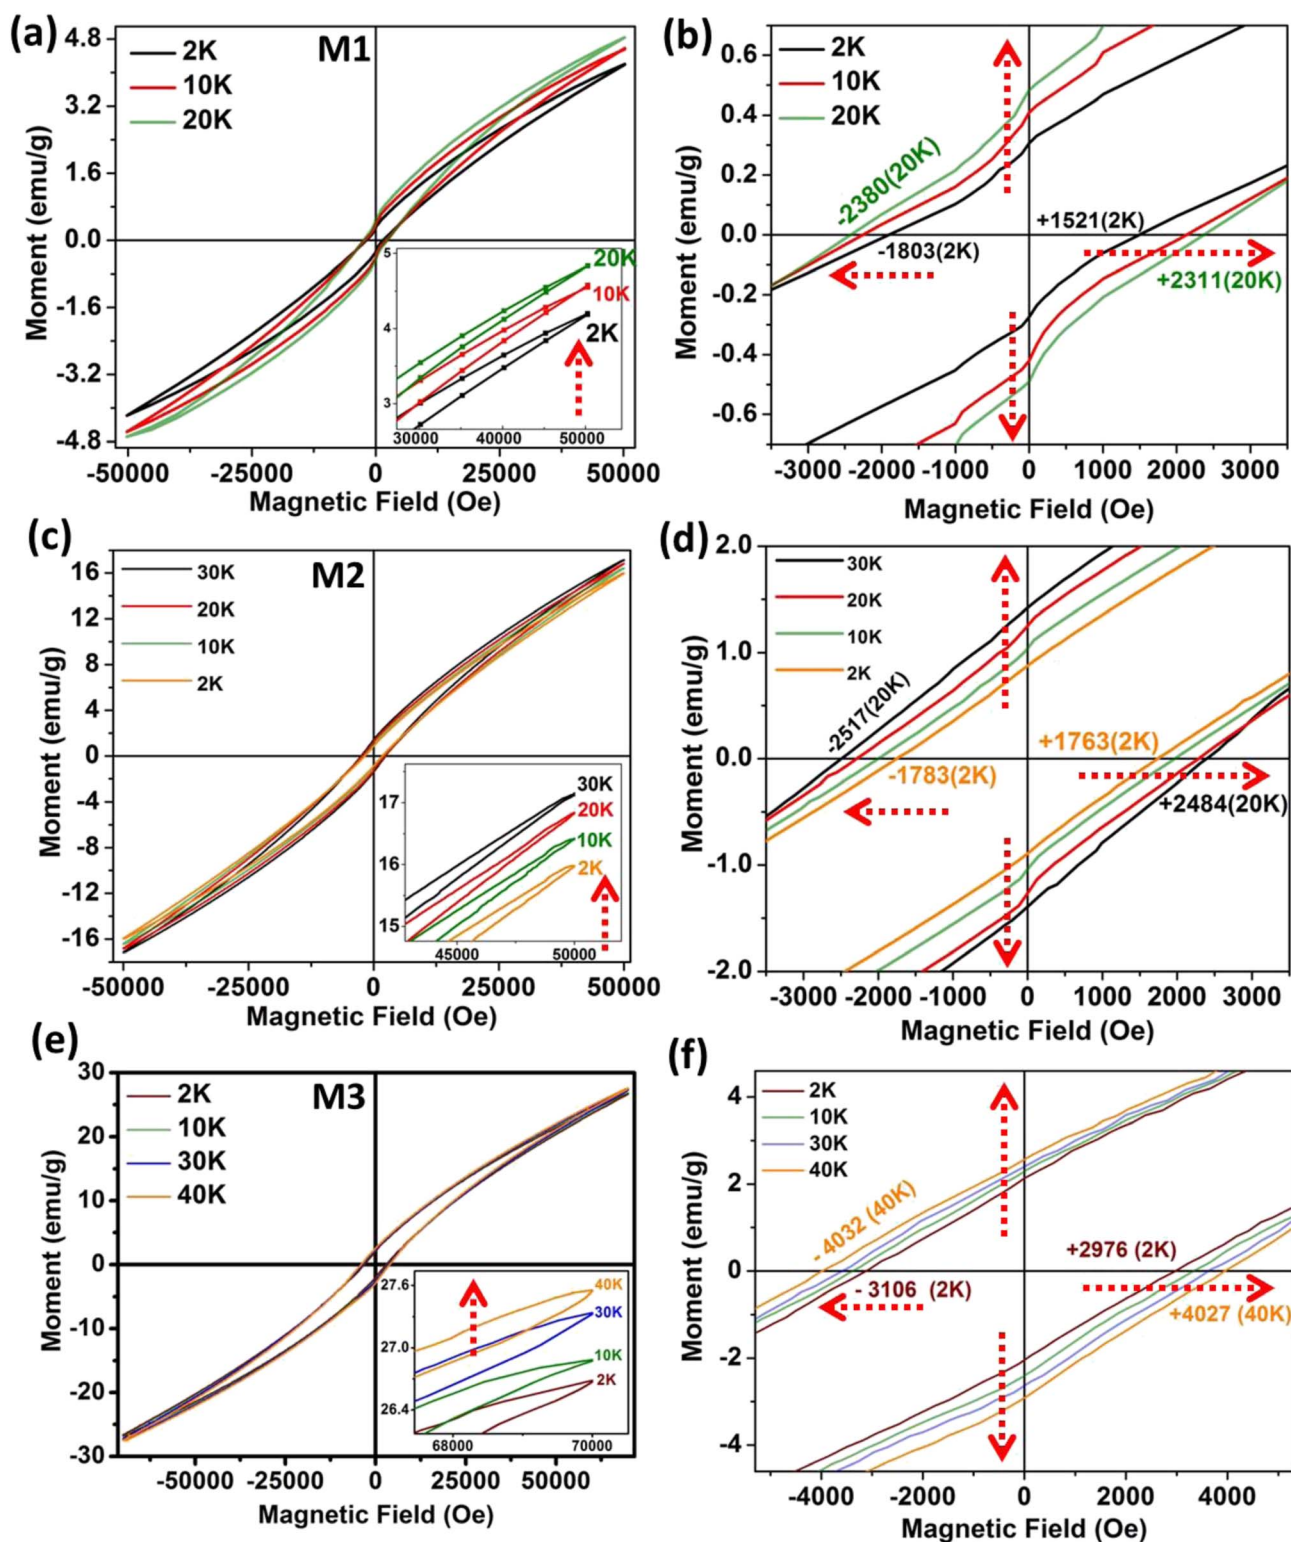 (a)
M1
2K
10K
20K
4.8
3.2
1.6
0.0
-1.6
-3.2
-4.8
Moment (emu/g)
-50000 -25000 0 25000 50000
Magnetic Field (Oe)
5
4
3
20K
10K
2K
30000 40000 50000
(b)
2K
10K
20K
0.6
0.4
0.2
0.0
-0.2
-0.4
-0.6
Moment (emu/g)
-2380(20K)
-1803(2K)
+1521(2K)
+2311(20K)
-3000 -2000 -1000 0 1000 2000 3000
Magnetic Field (Oe)
(c)
M2
30K
20K
10K
2K
16
12
8
4
0
-4
-8
-12
-16
Moment (emu/g)
-50000 -25000 0 25000 50000
Magnetic Field (Oe)
17
16
15
30K
20K
10K
2K
45000 50000
(d)
30K
20K
10K
2K
2.0
1.0
0.0
-1.0
-2.0
Moment (emu/g)
-2517(20K)
-1783(2K)
+1763(2K)
+2484(20K)
-3000 -2000 -1000 0 1000 2000 3000
Magnetic Field (Oe)
(e)
M3
2K
10K
30K
40K
30
20
10
0
-10
-20
-30
Moment (emu/g)
-50000 -25000 0 25000 50000
Magnetic Field (Oe)
27.6
27.0
26.4
40K
30K
10K
2K
68000 70000
(f)
2K
10K
30K
40K
4
2
0
-2
-4
Moment (emu/g)
- 4032 (40K)
- 3106 (2K)
+2976 (2K)
+4027 (40K)
-4000 -2000 0 2000 4000
Magnetic Field (Oe)